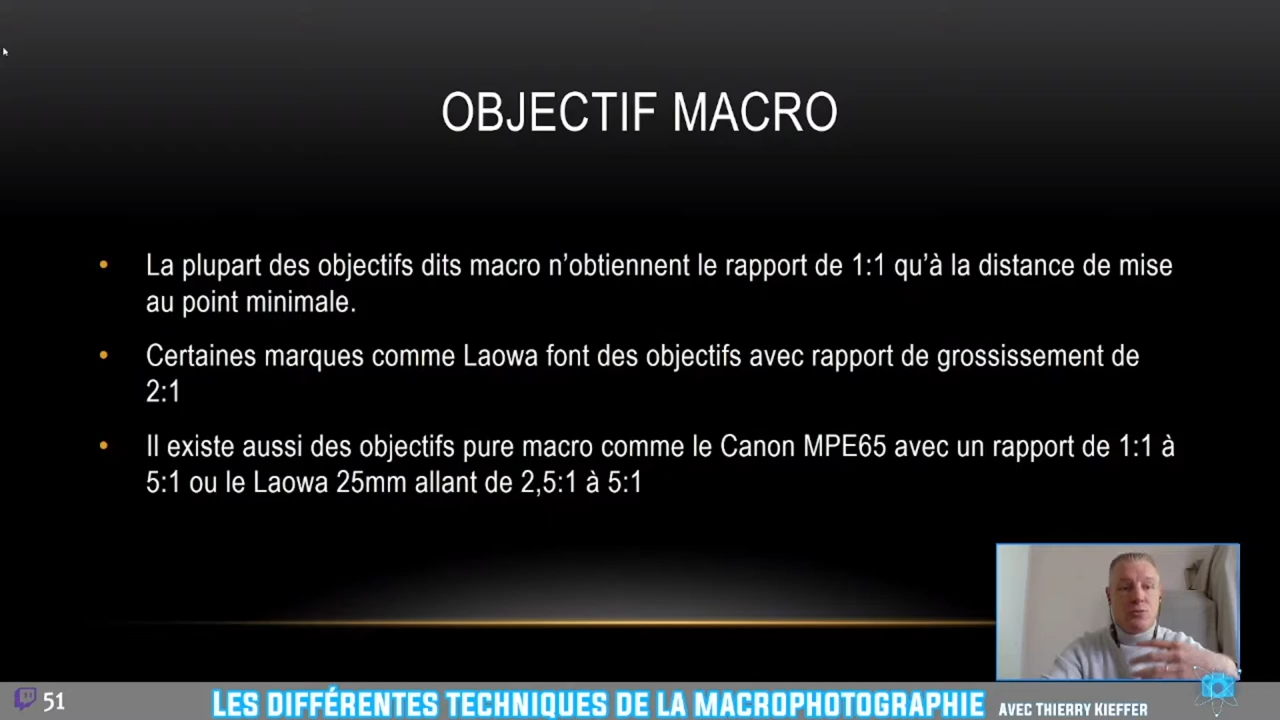 OBJECTIF MACRO
• La plupart des objectifs dits macro n’obtiennent le rapport de 1:1 qu’à la distance de mise
au point minimale.
• Certaines marques comme Laowa font des objectifs avec rapport de grossissement de
2:1
• Il existe aussi des objectifs pure macro comme le Canon MPE65 avec un rapport de 1:1 à
5:1 ou le Laowa 25mm allant de 2,5:1 à 5:1
51 LES DIFFÉRENTES TECHNIQUES DE LA MACROPHOTOGRAPHIE AVEC THIERRY KIEFFER